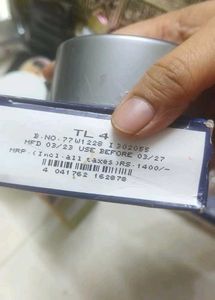 TL 4
B.NO.77W1228 I302055
MFD 03/23 USE BEFORE 03/27
MRP.(Incl.all taxes)RS.1400/-
4 041762 162878